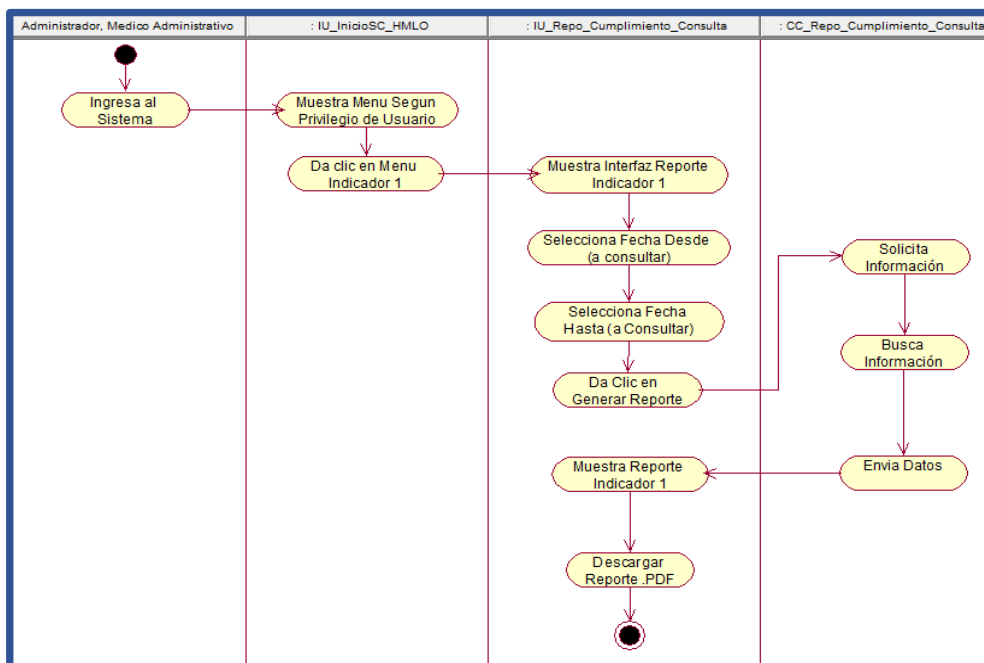 Administrador, Medico Administrativo
: IU_InicioSC_HMLO
: IU_Repo_Cumplimiento_Consulta
: CC_Repo_Cumplimiento_Consulta
Ingresa al
Sistema
Muestra Menu Segun
Privilegio de Usuario
Da clic en Menu
Indicador 1
Muestra Interfaz Reporte
Indicador 1
Selecciona Fecha Desde
(a consultar)
Selecciona Fecha
Hasta (a Consultar)
Da Clic en
Generar Reporte
Solicita
Información
Busca
Información
Envia Datos
Muestra Reporte
Indicador 1
Descargar
Reporte .PDF